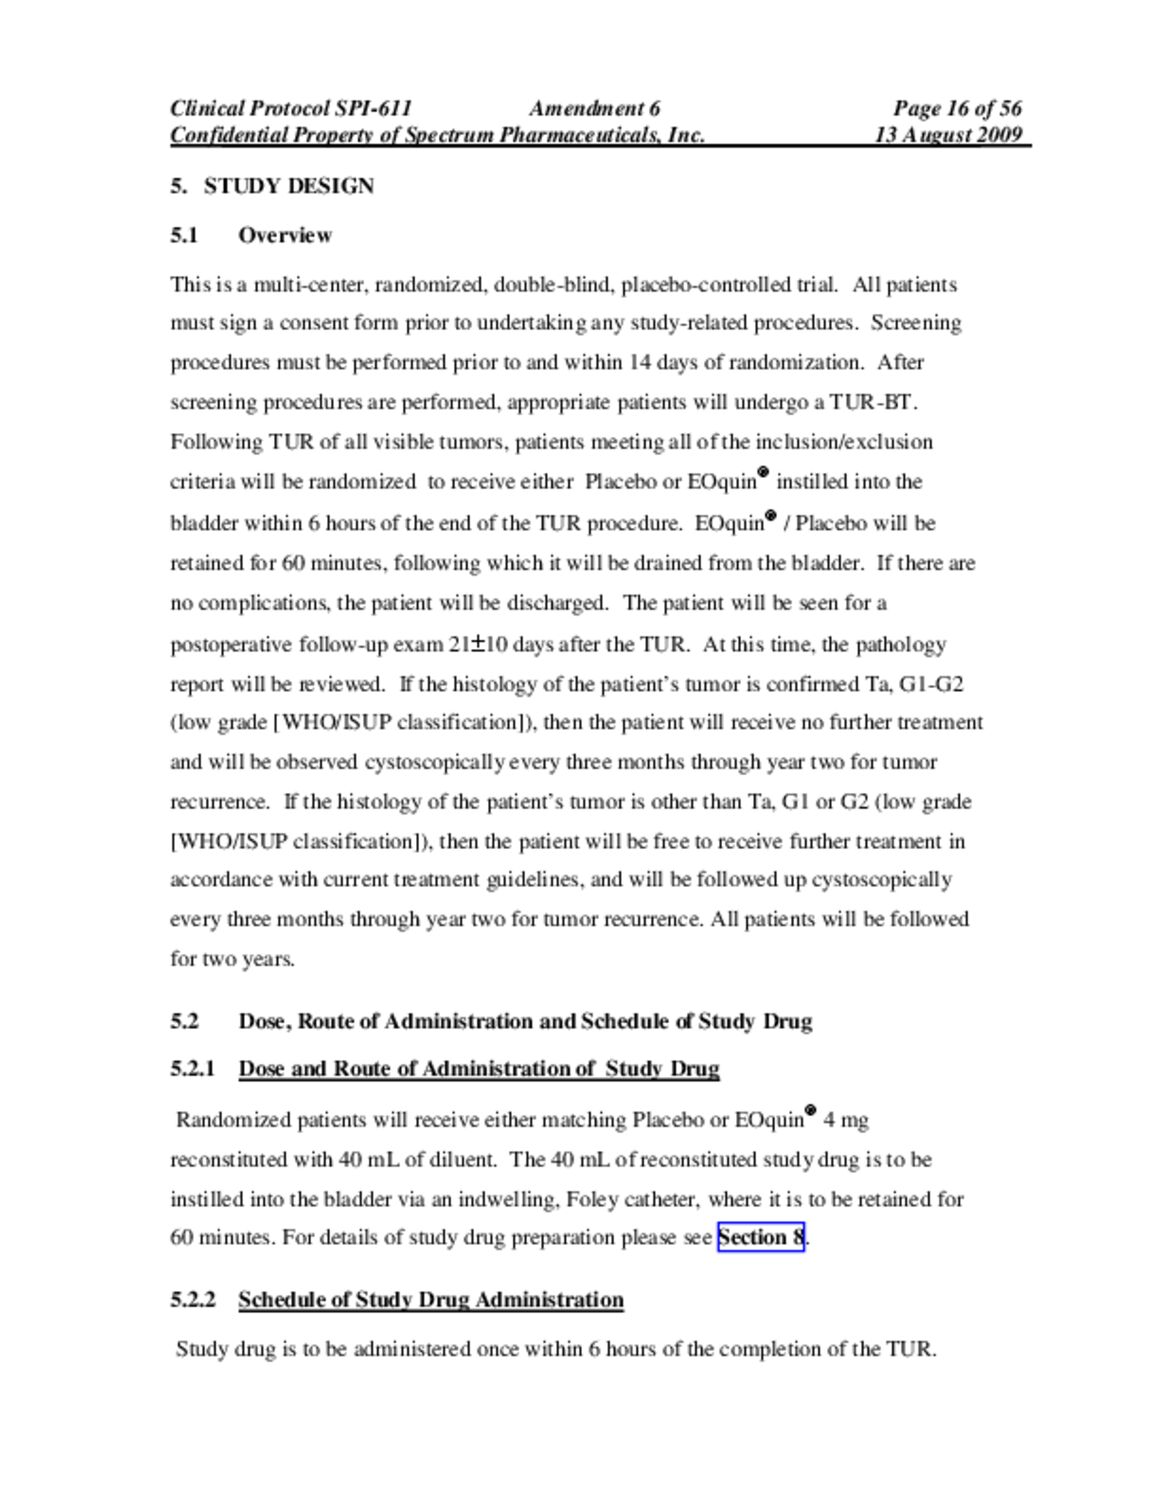 Clinical Protocol SPI-611 Amendment 6 Page 16 of 56
Confidential Property of Spectrum Pharmaceuticals, Inc. 13 August 2009
5. STUDY DESIGN
5.1 Overview
This is a multi-center, randomized, double-blind, placebo-controlled trial. All patients
must sign a consent form prior to undertaking any study-related procedures. Screening
procedures must be performed prior to and within 14 days of randomization. After
screening procedures are performed, appropriate patients will undergo a TUR-BT.
Following TUR of all visible tumors, patients meeting all of the inclusion/exclusion
criteria will be randomized to receive either Placebo or EOquin® instilled into the
bladder within 6 hours of the end of the TUR procedure. EOquin® / Placebo will be
retained for 60 minutes, following which it will be drained from the bladder. If there are
no complications, the patient will be discharged. The patient will be seen for a
postoperative follow-up exam 21±10 days after the TUR. At this time, the pathology
report will be reviewed. If the histology of the patient’s tumor is confirmed Ta, G1-G2
(low grade [WHO/ISUP classification]), then the patient will receive no further treatment
and will be observed cystoscopically every three months through year two for tumor
recurrence. If the histology of the patient’s tumor is other than Ta, G1 or G2 (low grade
[WHO/ISUP classification]), then the patient will be free to receive further treatment in
accordance with current treatment guidelines, and will be followed up cystoscopically
every three months through year two for tumor recurrence. All patients will be followed
for two years.
5.2 Dose, Route of Administration and Schedule of Study Drug
5.2.1 Dose and Route of Administration of Study Drug
Randomized patients will receive either matching Placebo or EOquin® 4 mg
reconstituted with 40 mL of diluent. The 40 mL of reconstituted study drug is to be
instilled into the bladder via an indwelling, Foley catheter, where it is to be retained for
60 minutes. For details of study drug preparation please see Section 8.
5.2.2 Schedule of Study Drug Administration
Study drug is to be administered once within 6 hours of the completion of the TUR.